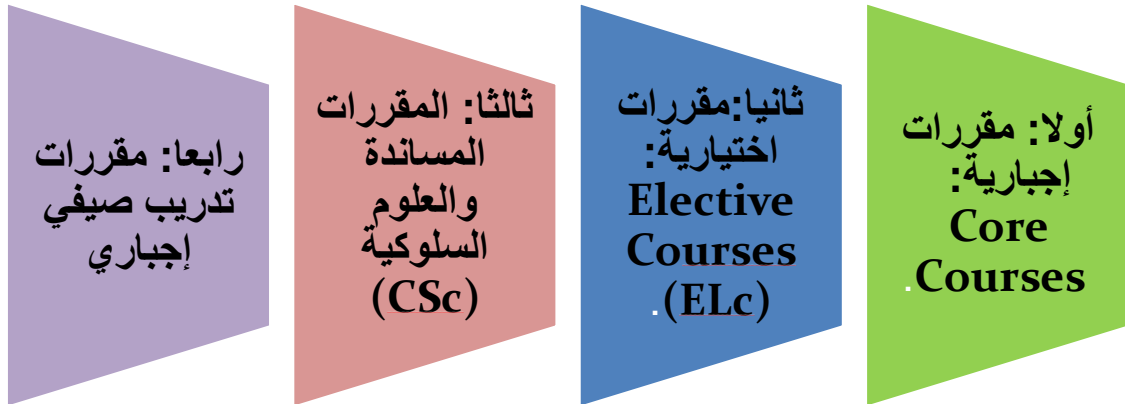 أولا: مقررات
إجبارية:
Core
Courses.
ثانيا:مقررات
اختيارية:
Elective
Courses
(ELc).
ثالثا: المقررات
المساندة
والعلوم
السلوكية
(CSc)
رابعا: مقررات
تدريب صيفي
إجباري